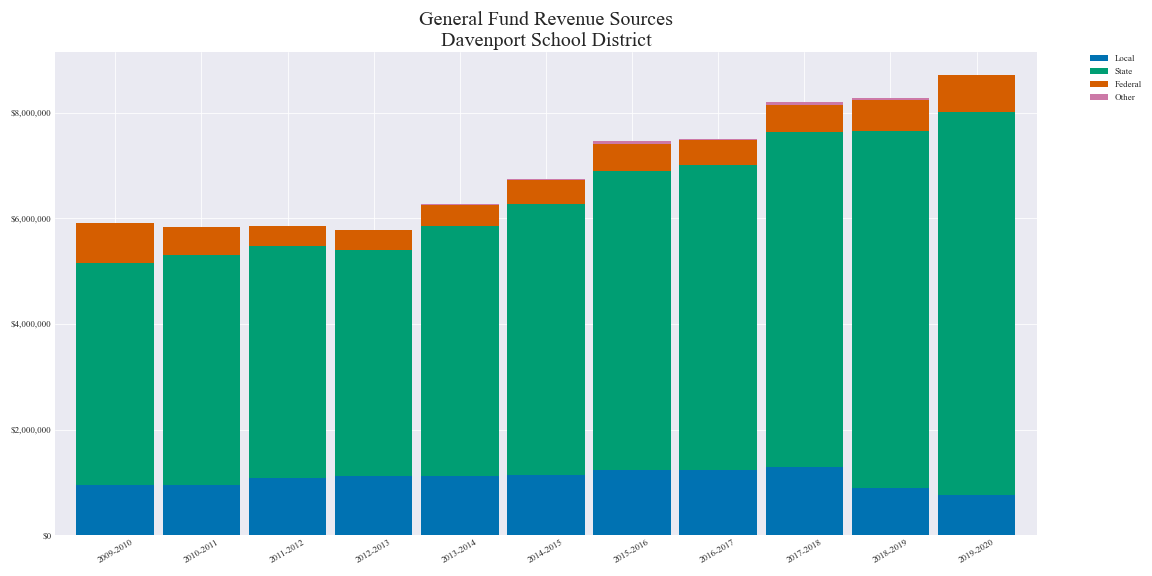 General Fund Revenue Sources
Davenport School District
Local
State
Federal
Other
$8,000,000
$6,000,000
$4,000,000
$2,000,000
$0
2009-2010
2010-2011
2011-2012
2012-2013
2013-2014
2014-2015
2015-2016
2016-2017
2017-2018
2018-2019
2019-2020